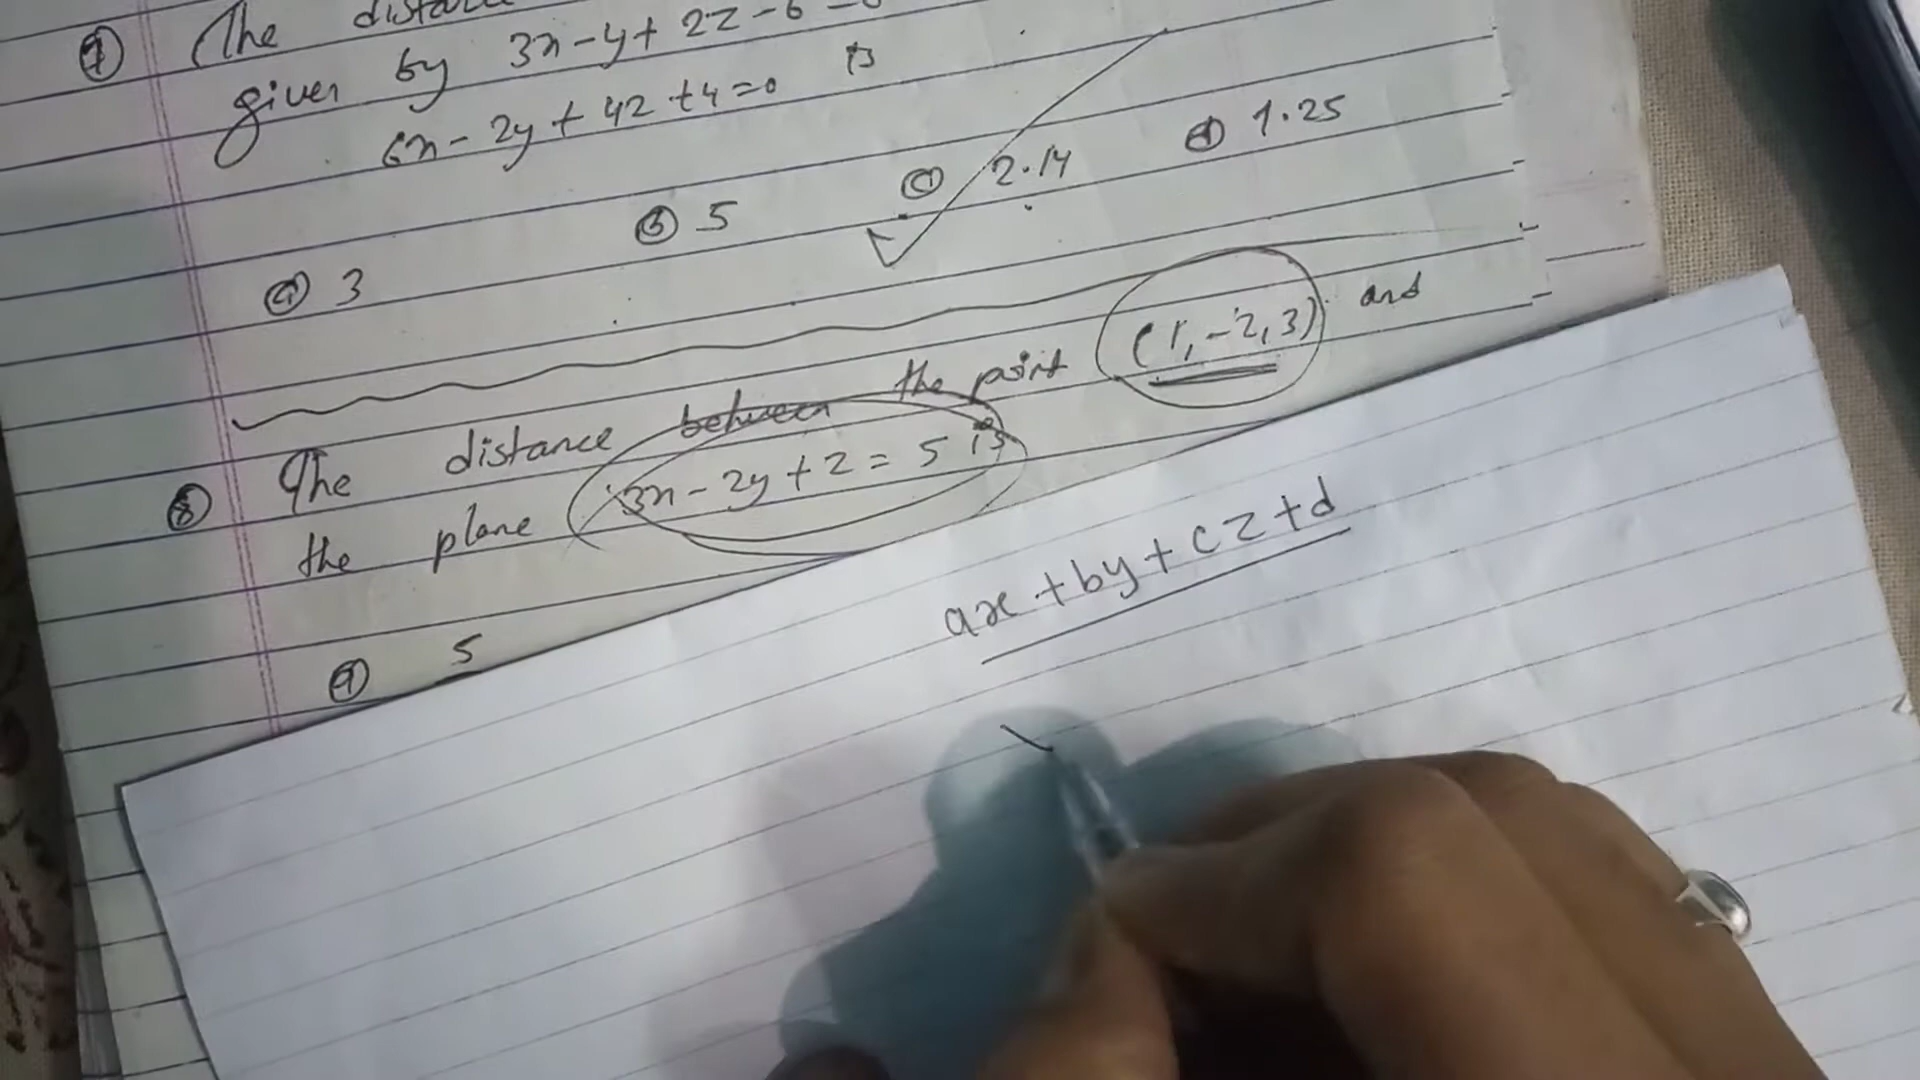 ⑦ The distance
given by 3x-y+2z-6=0
6x-2y+4z+4=0 is
ⓐ 3 ⓑ 5 ⓒ 2.14 ⓓ 1.25
⑧ The distance between the point (1,-2,3) and
the plane 3x-2y+z=5 is
ⓐ 5
ax+by+cz+d